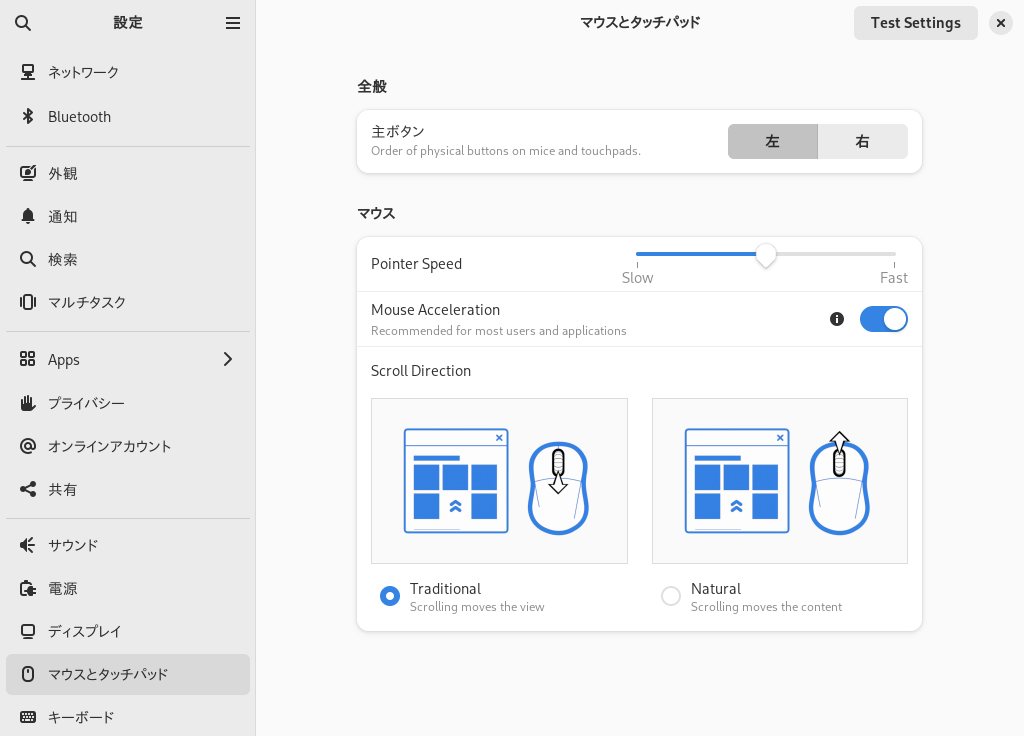 設定
マウスとタッチパッド
Test Settings
ネットワーク
Bluetooth
外観
通知
検索
マルチタスク
Apps
プライバシー
オンラインアカウント
共有
サウンド
電源
ディスプレイ
マウスとタッチパッド
キーボード
全般
主ボタン
Order of physical buttons on mice and touchpads.
左
右
マウス
Pointer Speed
Slow
Fast
Mouse Acceleration
Recommended for most users and applications
Scroll Direction
Traditional
Scrolling moves the view
Natural
Scrolling moves the content